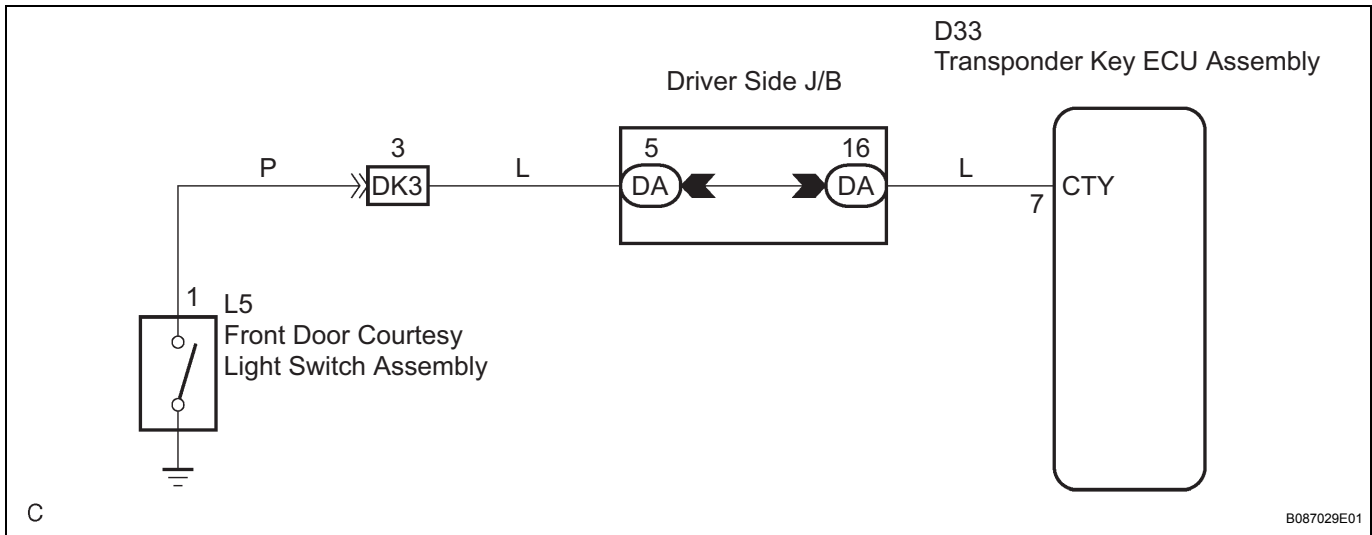 D33
Transponder Key ECU Assembly
Driver Side J/B
P
3
DK3
L
5
DA
16
DA
L
7
CTY
1
L5
Front Door Courtesy
Light Switch Assembly
C
B087029E01